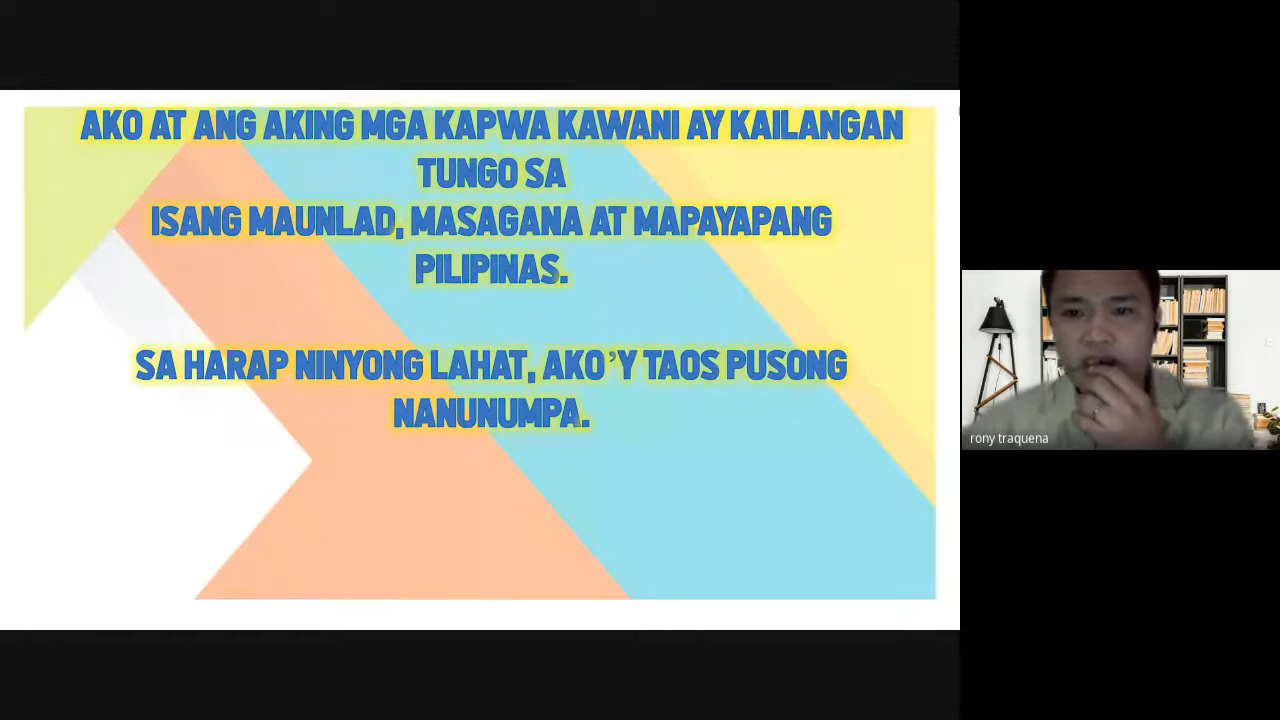 AKO AT ANG AKING MGA KAPWA KAWANI AY KAILANGAN
TUNGO SA
ISANG MAUNLAD, MASAGANA AT MAPAYAPANG
PILIPINAS.
SA HARAP NINYONG LAHAT, AKO’Y TAOS PUSONG
NANUNUMPA.
rony traquena